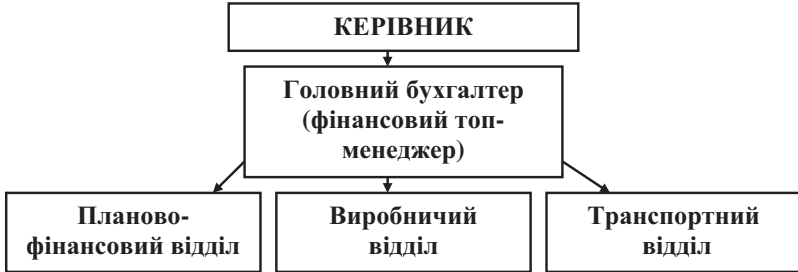 КЕРІВНИК
Головний бухгалтер
(фінансовий топ-
менеджер)
Планово-
фінансовий відділ
Виробничий
відділ
Транспортний
відділ